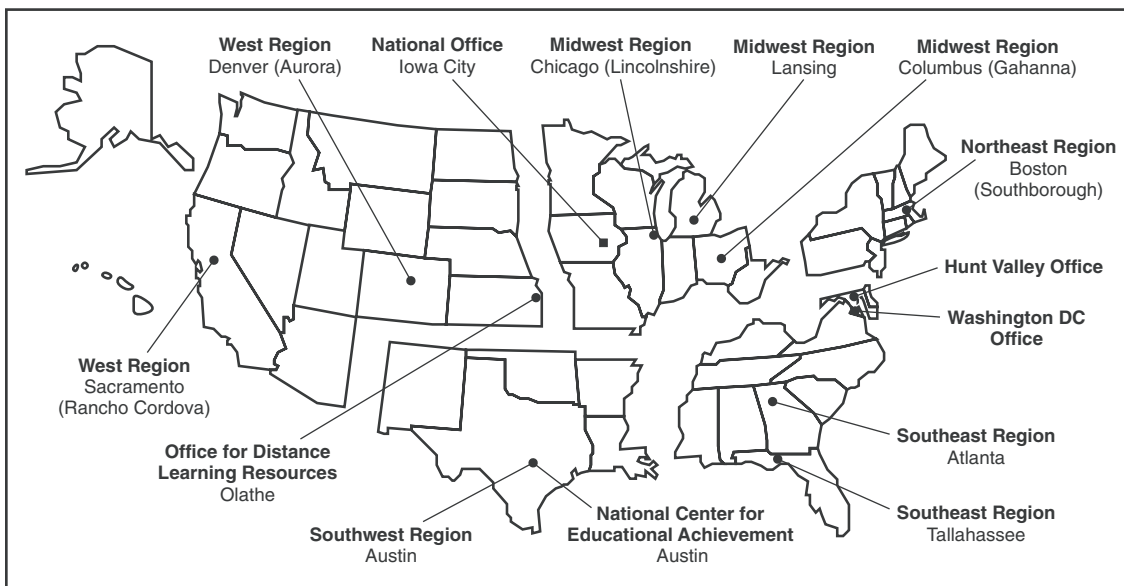 West Region
Denver (Aurora)
National Office
Iowa City
Midwest Region
Chicago (Lincolnshire)
Midwest Region
Lansing
Midwest Region
Columbus (Gahanna)
Northeast Region
Boston
(Southborough)
Hunt Valley Office
Washington DC
Office
West Region
Sacramento
(Rancho Cordova)
Office for Distance
Learning Resources
Olathe
Southwest Region
Austin
National Center for
Educational Achievement
Austin
Southeast Region
Atlanta
Southeast Region
Tallahassee